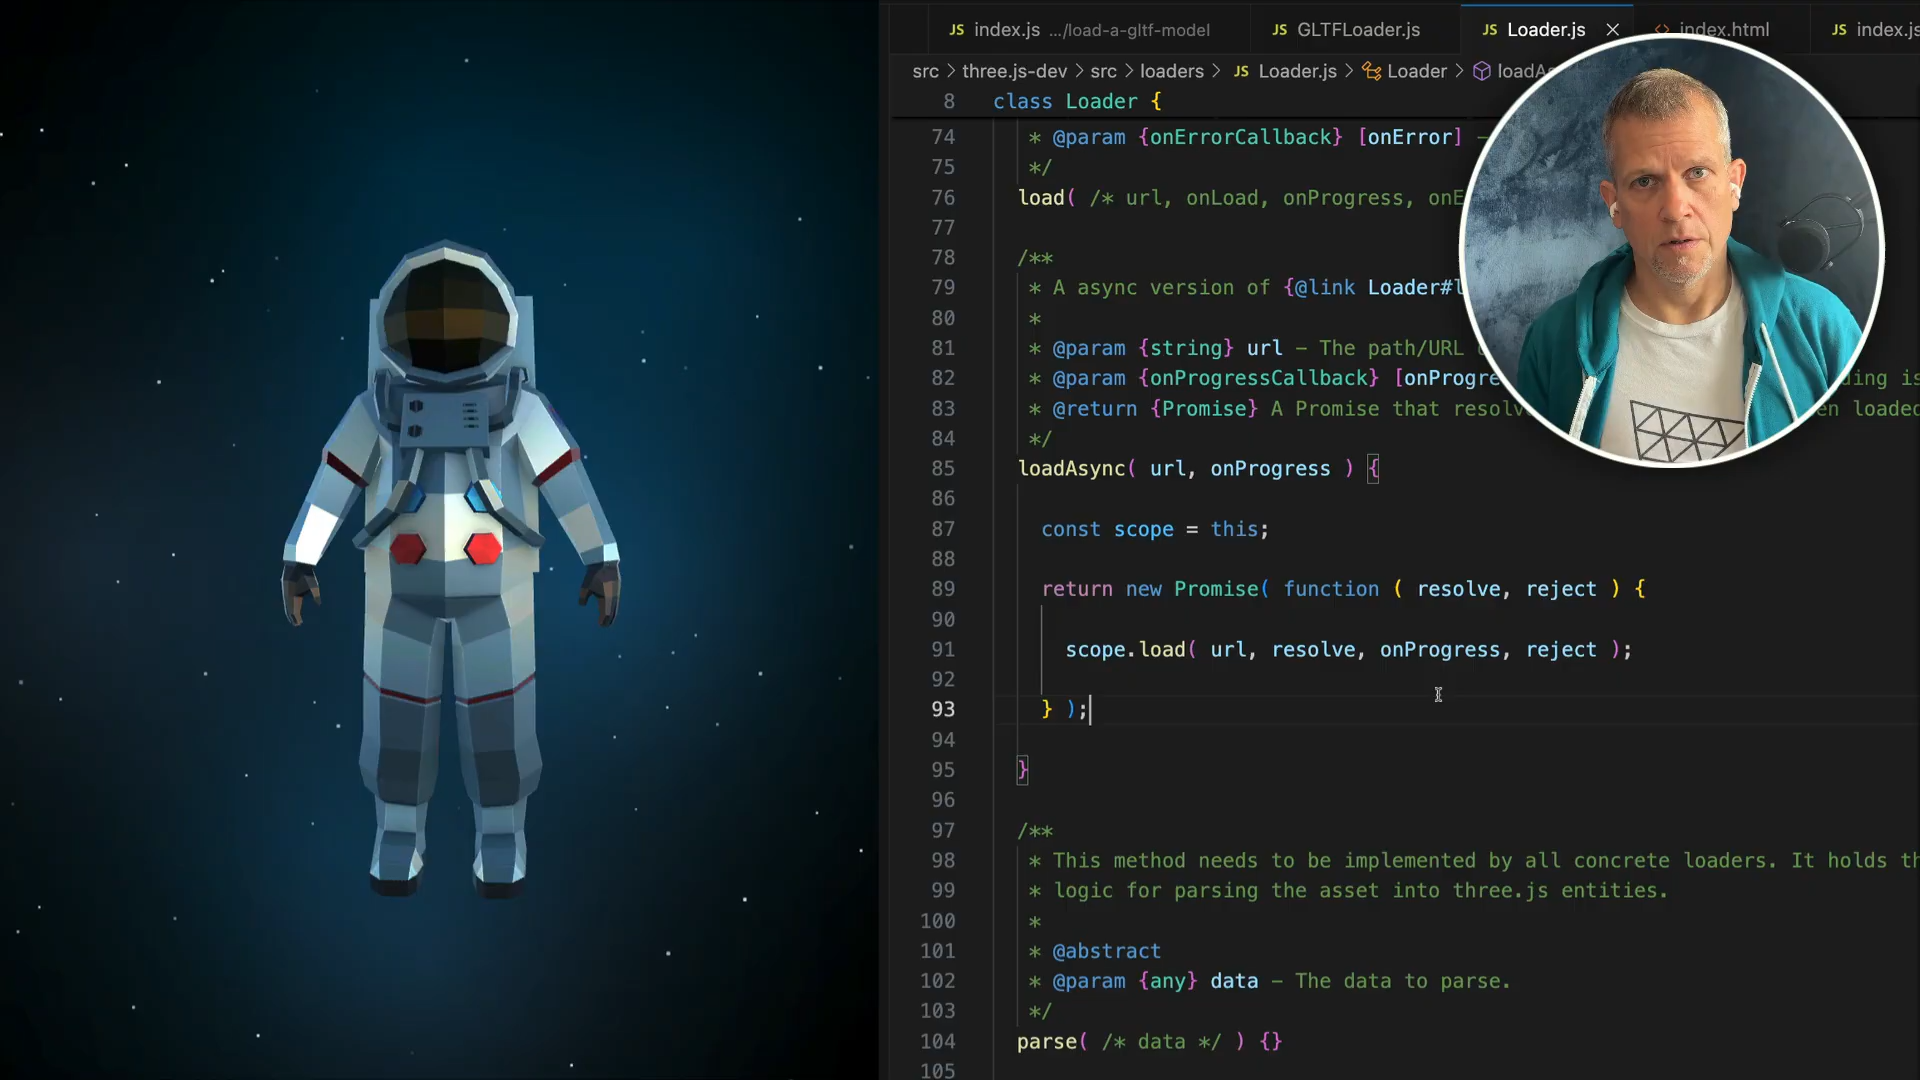 JS index.js .../load-a-gltf-model JS GLTFLoader.js JS Loader.js × <> index.html JS index.js
src > three.js-dev > src > loaders > JS Loader.js > Loader >
8 class Loader {
74 * @param {onErrorCallback} [onError] –
75 */
76 load( /* url, onLoad, onProgress,
77
78 /**
79 * A async version of {@link
80 *
81 * @param {string} url – The path/URL
82 * @param {onProgressCallback} is
83 * @return {Promise} A Promise that loaded
84 */
85 loadAsync( url, onProgress ) {
86
87 const scope = this;
88
89 return new Promise( function ( resolve, reject ) {
90
91 scope.load( url, resolve, onProgress, reject );
92
93 } );
94
95 }
96
97 /**
98 * This method needs to be implemented by all concrete loaders. It holds
99 * logic for parsing the asset into three.js entities.
100 *
101 * @abstract
102 * @param {any} data – The data to parse.
103 */
104 parse( /* data */ ) {}
105